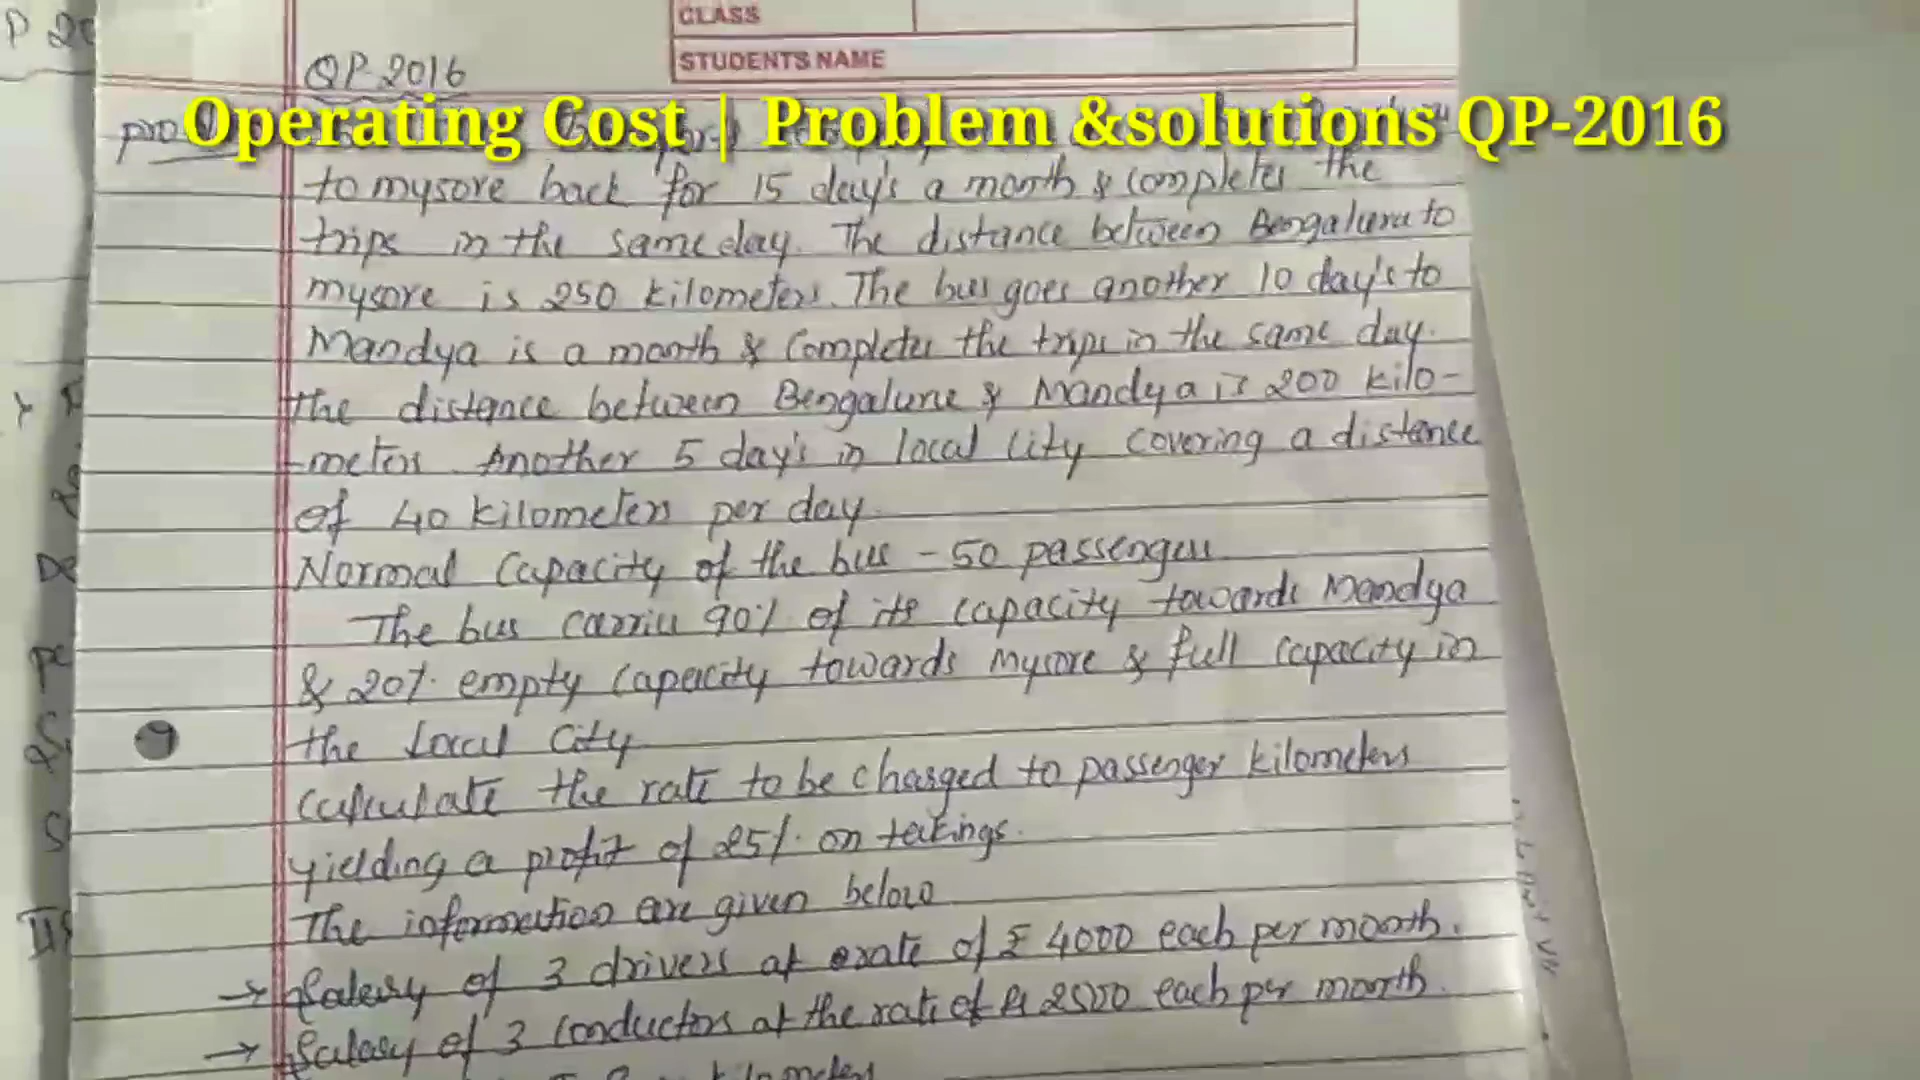 P 20
CLASS
STUDENTS NAME
QP-2016
Operating Cost | Problem &solutions QP-2016
to mysore back for 15 day's a month & completes the
trips in the same day. The distance between Bengaluru to
mysore is 250 kilometers. The bus goes another 10 day's to
Mandya is a month & Completes the trips in the same day.
the distance between Bengalure & Mandya is 200 kilo-
-meters Another 5 day's in local City covering a distance
of 40 kilometers per day
Normal Capacity of the bus - 50 passengers
The bus carries 90% of its capacity towards Mandya
& 20% empty capacity towards Mysore & full capacity in
the Local City
Calculate the rate to be charged to passenger kilometers
yielding a profit of 25% on takings.
The information are given below
→ Salary of 3 drivers at rate of ₹ 4000 each per month.
→ Salary of 3 Conductors at the rate of Rs 2500 each per month.
kilometers